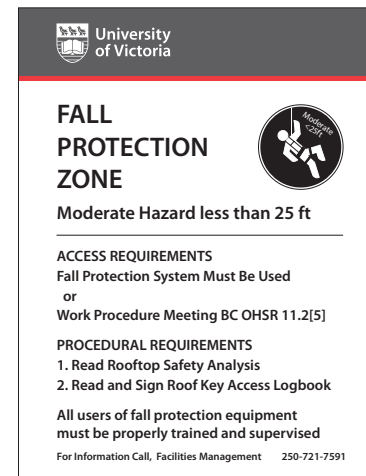 University
of Victoria
FALL
PROTECTION
ZONE
Moderate
<25ft
Moderate Hazard less than 25 ft
ACCESS REQUIREMENTS
Fall Protection System Must Be Used
or
Work Procedure Meeting BC OHSR 11.2[5]
PROCEDURAL REQUIREMENTS
1. Read Rooftop Safety Analysis
2. Read and Sign Roof Key Access Logbook
All users of fall protection equipment
must be properly trained and supervised
For Information Call, Facilities Management 250-721-7591